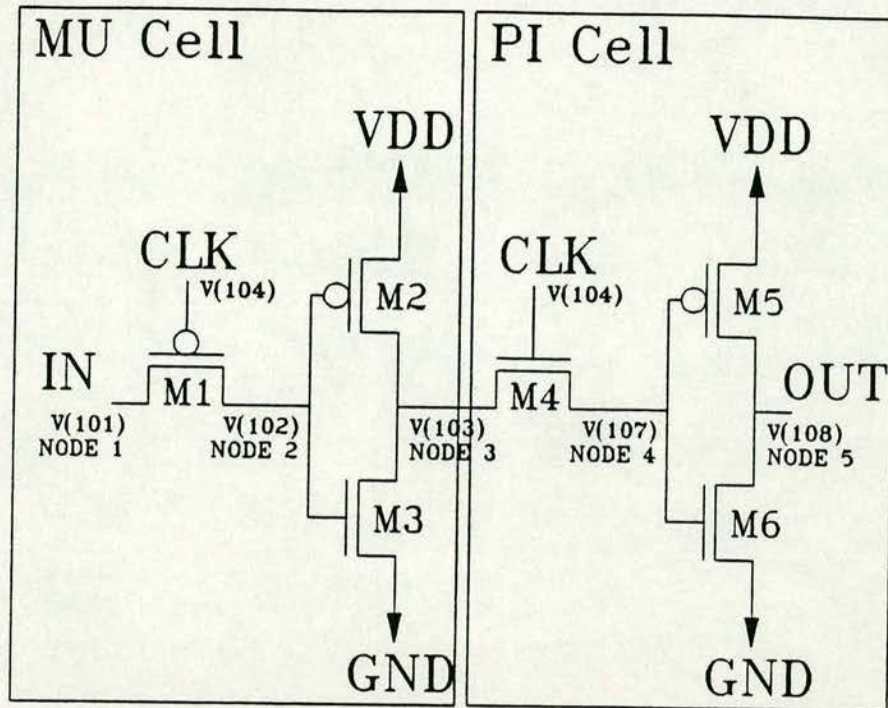 MU Cell
PI Cell
VDD
VDD
CLK
V(104)
CLK
V(104)
M2
M5
IN
M1
M4
OUT
V(101)
NODE 1
V(102)
NODE 2
V(103)
NODE 3
V(107)
NODE 4
V(108)
NODE 5
M3
M6
GND
GND